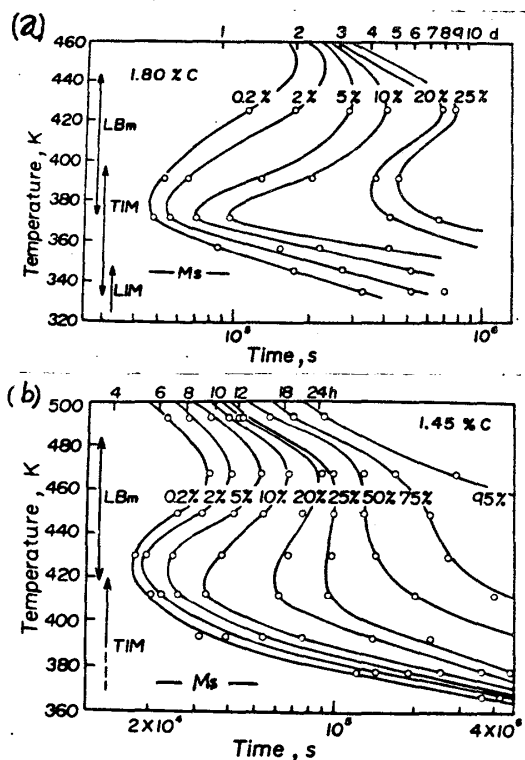 (a)
1 2 3 4 5 6 7 8 9 10 d
460
440
420
400
380
360
340
320
Temperature, K
1.80 % C
0.2% 2% 5% 10% 20% 25%
LBm
TIM
LIM
Ms
10⁵ 10⁶
Time, s
(b)
4 6 8 10 12 18 24h
500
480
460
440
420
400
380
360
Temperature, K
1.45 % C
0.2% 2% 5% 10% 20% 25% 50% 75% 95%
LBm
TIM
Ms
2×10⁴ 10⁵ 4×10⁵
Time, s